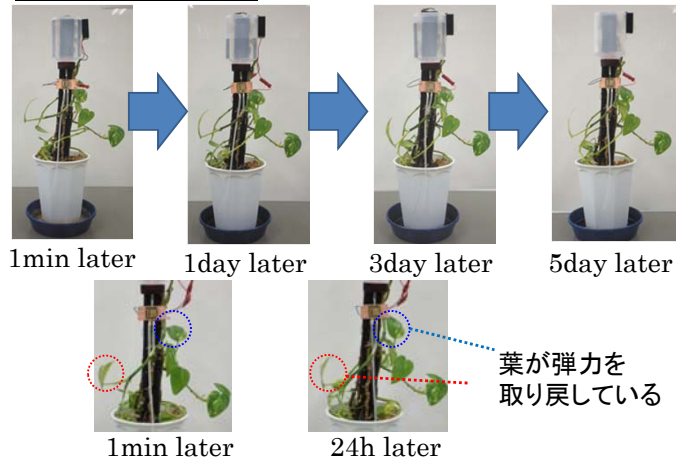 1min later
1day later
3day later
5day later
葉が弾力を
取り戻している
1min later
24h later